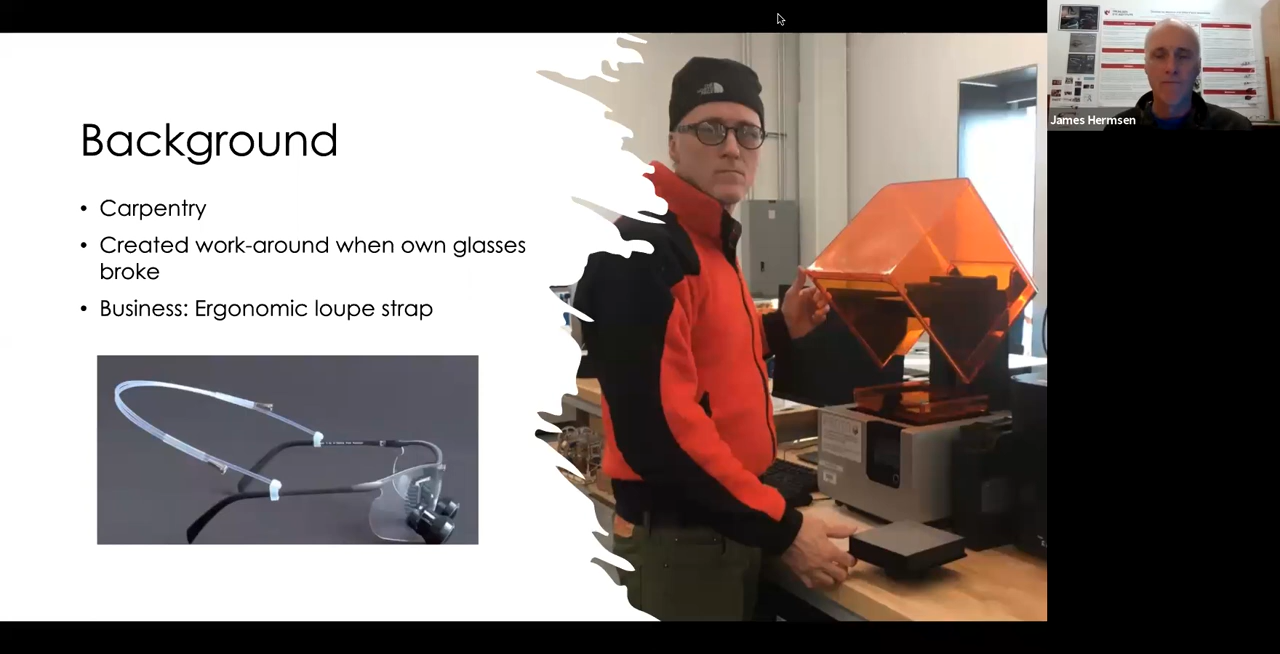 Background
• Carpentry
• Created work-around when own glasses
broke
• Business: Ergonomic loupe strap
James Hermsen